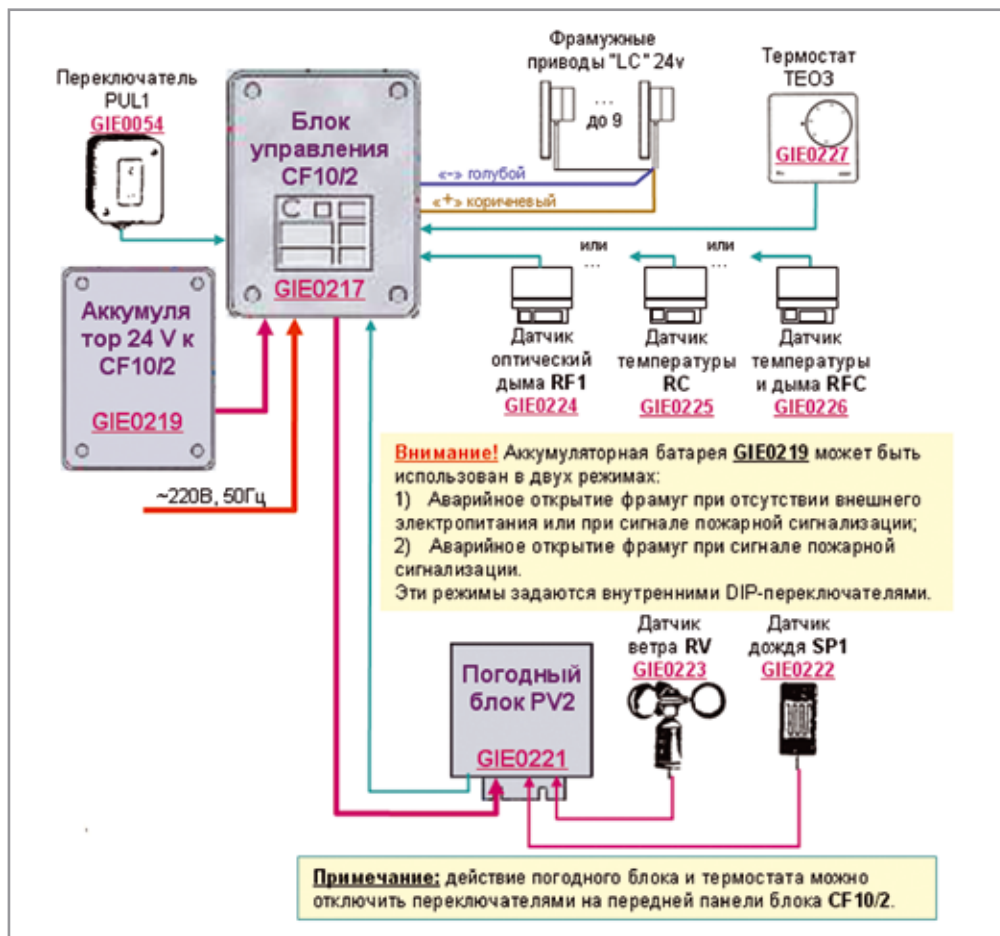 Переключатель
PUL1
GIE0054
Блок
управления
CF10/2
GIE0217
Фрамужные
приводы "LC" 24v
...
до 9
Термостат
ТЕОЗ
GIE0227
«-» голубой
«+» коричневый
или
...
или
...
Аккумуля
тор 24 V к
CF10/2
GIE0219
Датчик
оптический
дыма RF1
GIE0224
Датчик
температуры
RC
GIE0225
Датчик
температуры
и дыма RFC
GIE0226
~220В, 50Гц
Внимание! Аккумуляторная батарея GIE0219 может быть
использован в двух режимах:
1) Аварийное открытие фрамуг при отсутствии внешнего
электропитания или при сигнале пожарной сигнализации;
2) Аварийное открытие фрамуг при сигнале пожарной
сигнализации.
Эти режимы задаются внутренними DIP-переключателями.
Погодный
блок PV2
GIE0221
Датчик
ветра RV
GIE0223
Датчик
дождя SP1
GIE0222
Примечание: действие погодного блока и термостата можно
отключить переключателями на передней панели блока CF10/2.